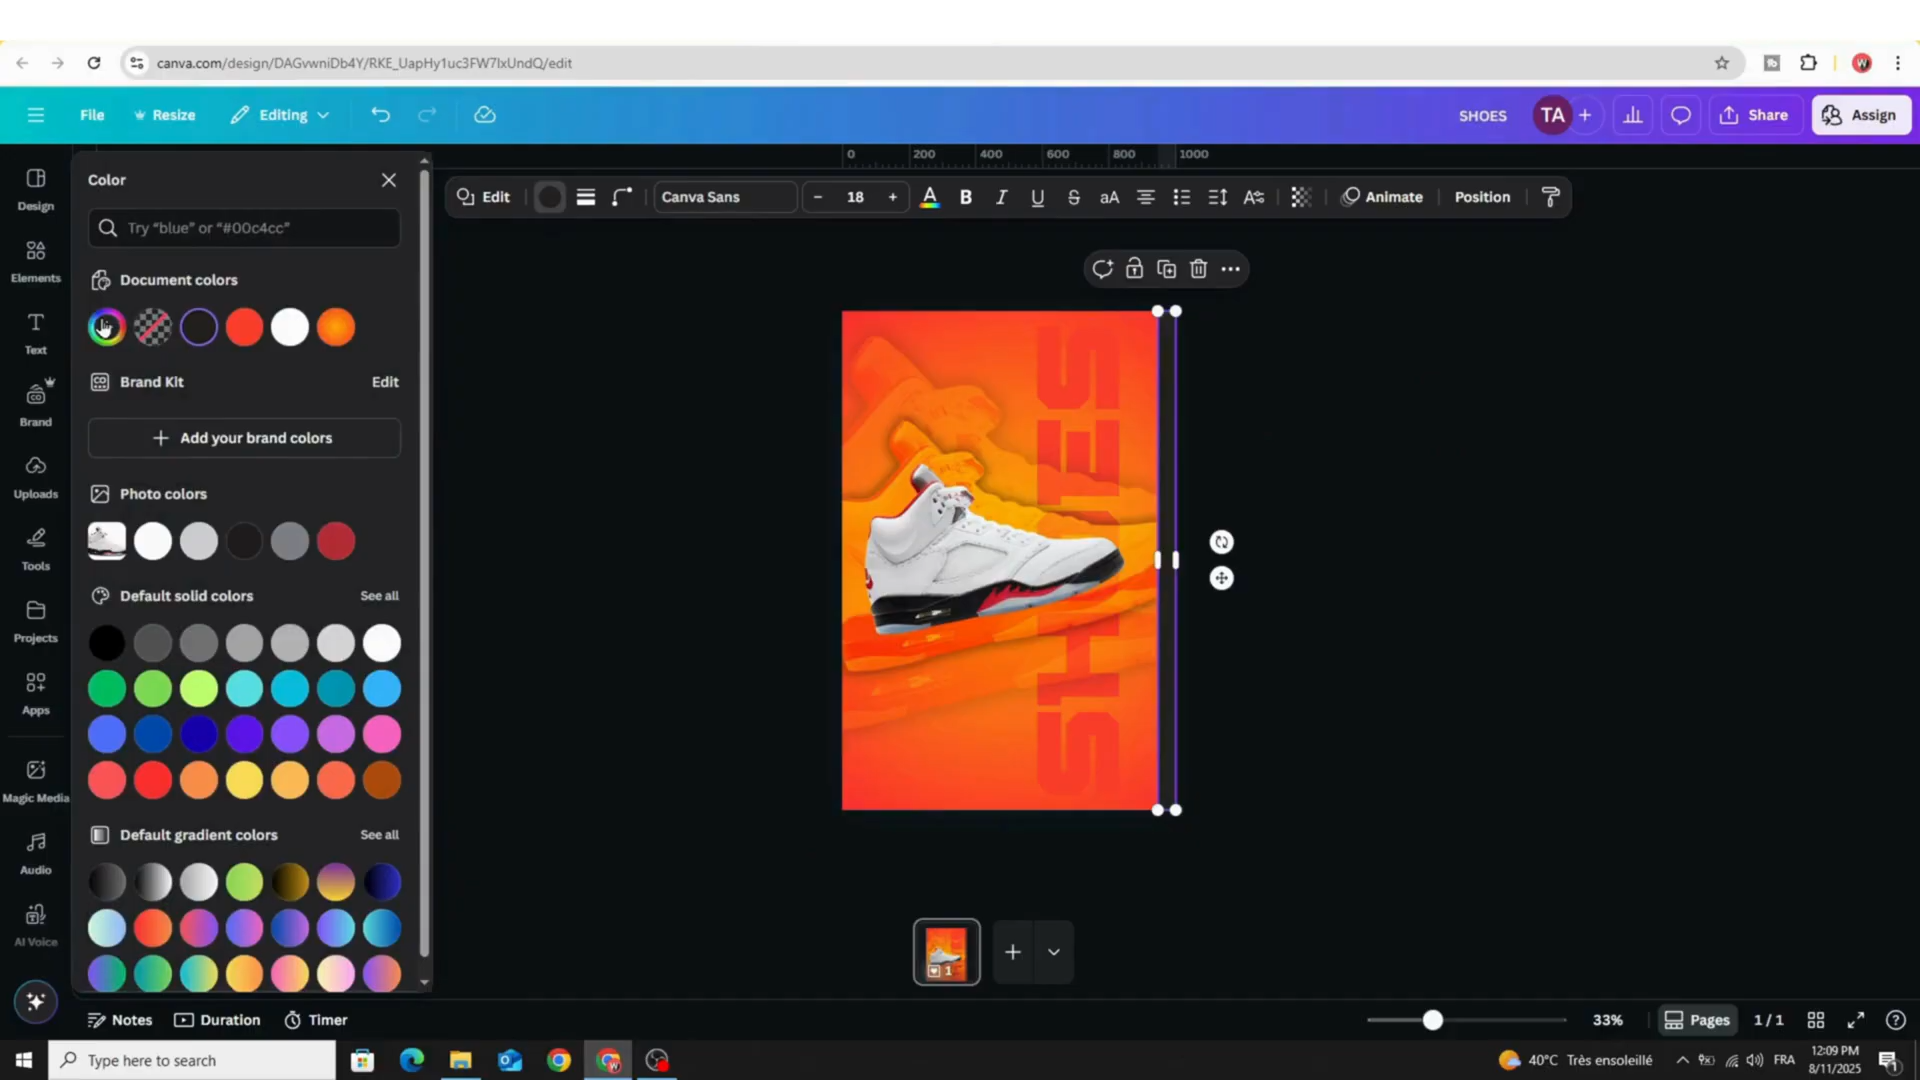 canva.com/design/DAGvwniDb4Y/RKE_UapHy1uc3FW7lxUndQ/edit
File
Resize
Editing
SHOES
TA
Share
Assign
0 200 400 600 800 1000
Design
Elements
Text
Brand
Uploads
Tools
Projects
Apps
Magic Media
Audio
AI Voice
Color
Try “blue” or “#00c4cc”
Document colors
Brand Kit
Edit
Add your brand colors
Photo colors
Default solid colors
See all
Default gradient colors
See all
Edit
Canva Sans
– 18 +
A B I U S aA
Animate
Position
SHOES
1
Notes
Duration
Timer
33%
Pages
1 / 1
Type here to search
40°C Très ensoleillé
FRA
12:09 PM
8/11/2025